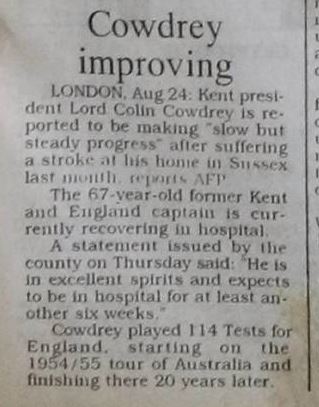 Cowdrey
improving
LONDON, Aug 24: Kent presi-
dent Lord Colin Cowdrey is re-
ported to be making "slow but
steady progress" after suffering
a stroke at his home in Sussex
last month, reports AFP
The 67-year-old former Kent
and England captain is cur-
rently recovering in hospital.
A statement issued by the
county on Thursday said: "He is
in excellent spirits and expects
to be in hospital for at least an-
other six weeks."
Cowdrey played 114 Tests for
England, starting on the
1954/55 tour of Australia and
finishing there 20 years later.